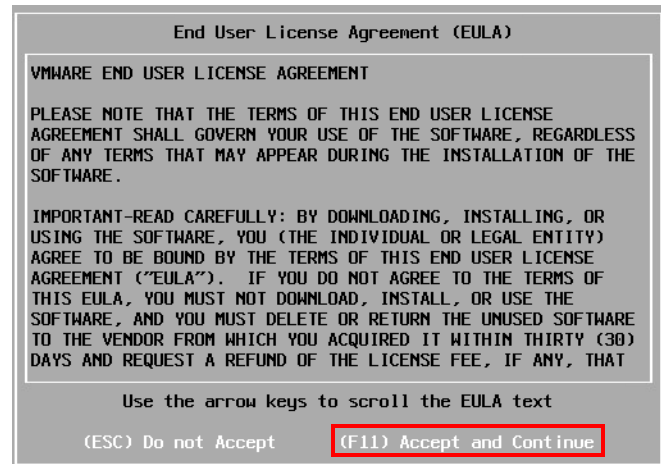 End User License Agreement (EULA)
VMWARE END USER LICENSE AGREEMENT
PLEASE NOTE THAT THE TERMS OF THIS END USER LICENSE
AGREEMENT SHALL GOVERN YOUR USE OF THE SOFTWARE, REGARDLESS
OF ANY TERMS THAT MAY APPEAR DURING THE INSTALLATION OF THE
SOFTWARE.
IMPORTANT-READ CAREFULLY: BY DOWNLOADING, INSTALLING, OR
USING THE SOFTWARE, YOU (THE INDIVIDUAL OR LEGAL ENTITY)
AGREE TO BE BOUND BY THE TERMS OF THIS END USER LICENSE
AGREEMENT ("EULA").  IF YOU DO NOT AGREE TO THE TERMS OF
THIS EULA, YOU MUST NOT DOWNLOAD, INSTALL, OR USE THE
SOFTWARE, AND YOU MUST DELETE OR RETURN THE UNUSED SOFTWARE
TO THE VENDOR FROM WHICH YOU ACQUIRED IT WITHIN THIRTY (30)
DAYS AND REQUEST A REFUND OF THE LICENSE FEE, IF ANY, THAT
Use the arrow keys to scroll the EULA text
(ESC) Do not Accept (F11) Accept and Continue